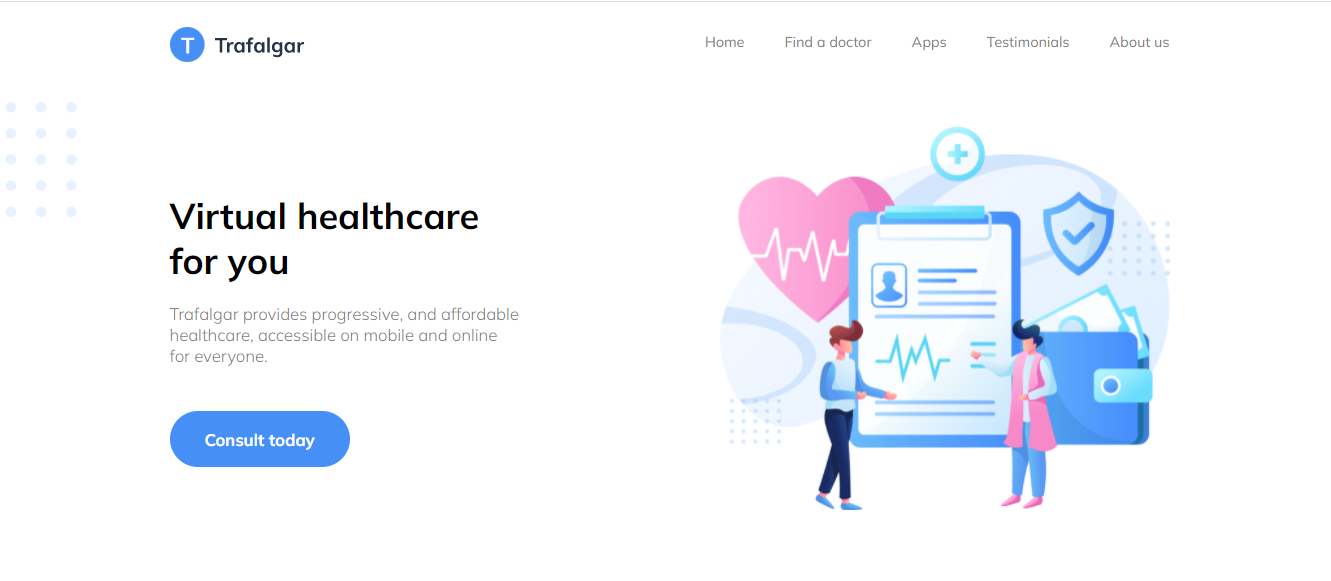 T Trafalgar
Home Find a doctor Apps Testimonials About us
Virtual healthcare
for you
Trafalgar provides progressive, and affordable
healthcare, accessible on mobile and online
for everyone.
Consult today